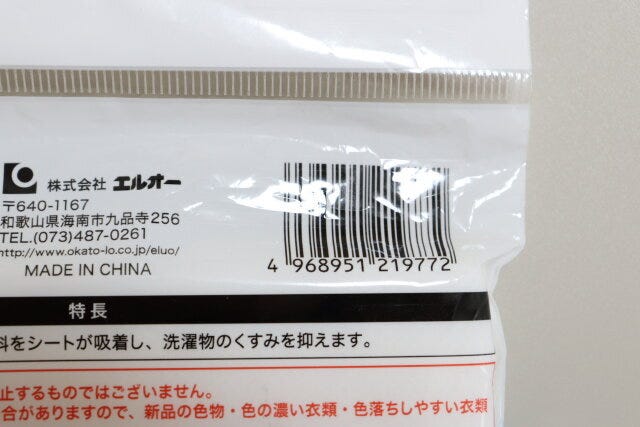 株式会社 エルオー
〒640-1167
和歌山県海南市九品寺256
TEL.(073)487-0261
http://www.okato-lo.co.jp/eluo/
MADE IN CHINA
4 968951 219772
特長
料をシートが吸着し、洗濯物のくすみを抑えます。
止するものではございません。
合がありますので、新品の色物・色の濃い衣類・色落ちしやすい衣類